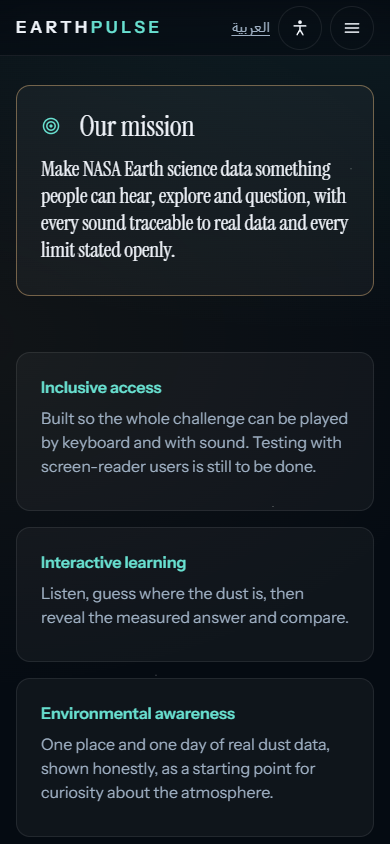 EARTHPULSE
العربية
Our mission
Make NASA Earth science data something
people can hear, explore and question, with
every sound traceable to real data and every
limit stated openly.
Inclusive access
Built so the whole challenge can be played
by keyboard and with sound. Testing with
screen-reader users is still to be done.
Interactive learning
Listen, guess where the dust is, then
reveal the measured answer and compare.
Environmental awareness
One place and one day of real dust data,
shown honestly, as a starting point for
curiosity about the atmosphere.